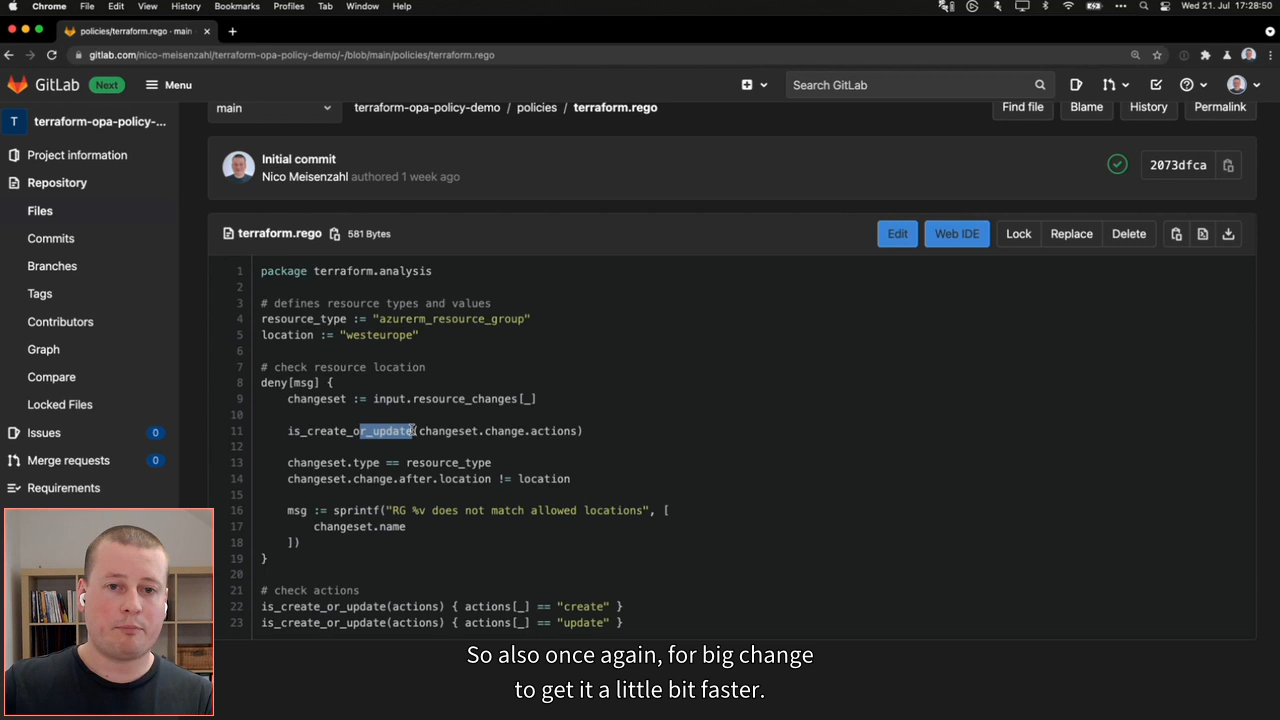 Chrome File Edit View History Bookmarks Profiles Tab Window Help Wed 21. Jul 17:28:50
policies/terraform.rego · main
gitlab.com/nico-meisenzahl/terraform-opa-policy-demo/-/blob/main/policies/terraform.rego
GitLab Next Menu Search GitLab
main terraform-opa-policy-demo / policies / terraform.rego Find file Blame History Permalink
T terraform-opa-policy-...
Project information
Repository
Files
Commits
Branches
Tags
Contributors
Graph
Compare
Locked Files
Issues 0
Merge requests 0
Requirements
Initial commit
Nico Meisenzahl authored 1 week ago
2073dfca
terraform.rego 581 Bytes Edit Web IDE Lock Replace Delete
1 package terraform.analysis
2
3 # defines resource types and values
4 resource_type := "azurerm_resource_group"
5 location := "westeurope"
6
7 # check resource location
8 deny[msg] {
9 changeset := input.resource_changes[_]
10
11 is_create_or_update(changeset.change.actions)
12
13 changeset.type == resource_type
14 changeset.change.after.location != location
15
16 msg := sprintf("RG %v does not match allowed locations", [
17 changeset.name
18 ])
19 }
20
21 # check actions
22 is_create_or_update(actions) { actions[_] == "create" }
23 is_create_or_update(actions) { actions[_] == "update" }
So also once again, for big change
to get it a little bit faster.